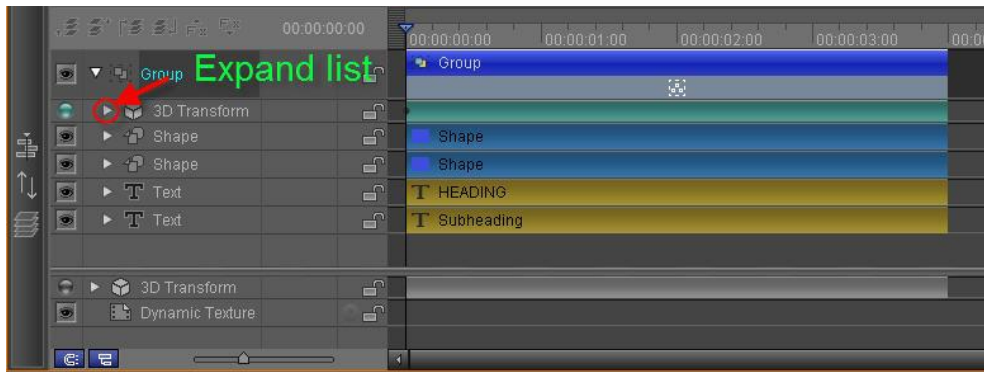 00:00:00:00
00:00:00:00 00:00:01:00 00:00:02:00 00:00:03:00 00:0
Group Expand list Group
3D Transform
Shape Shape
Shape Shape
T Text T HEADING
T Text T Subheading
3D Transform
Dynamic Texture